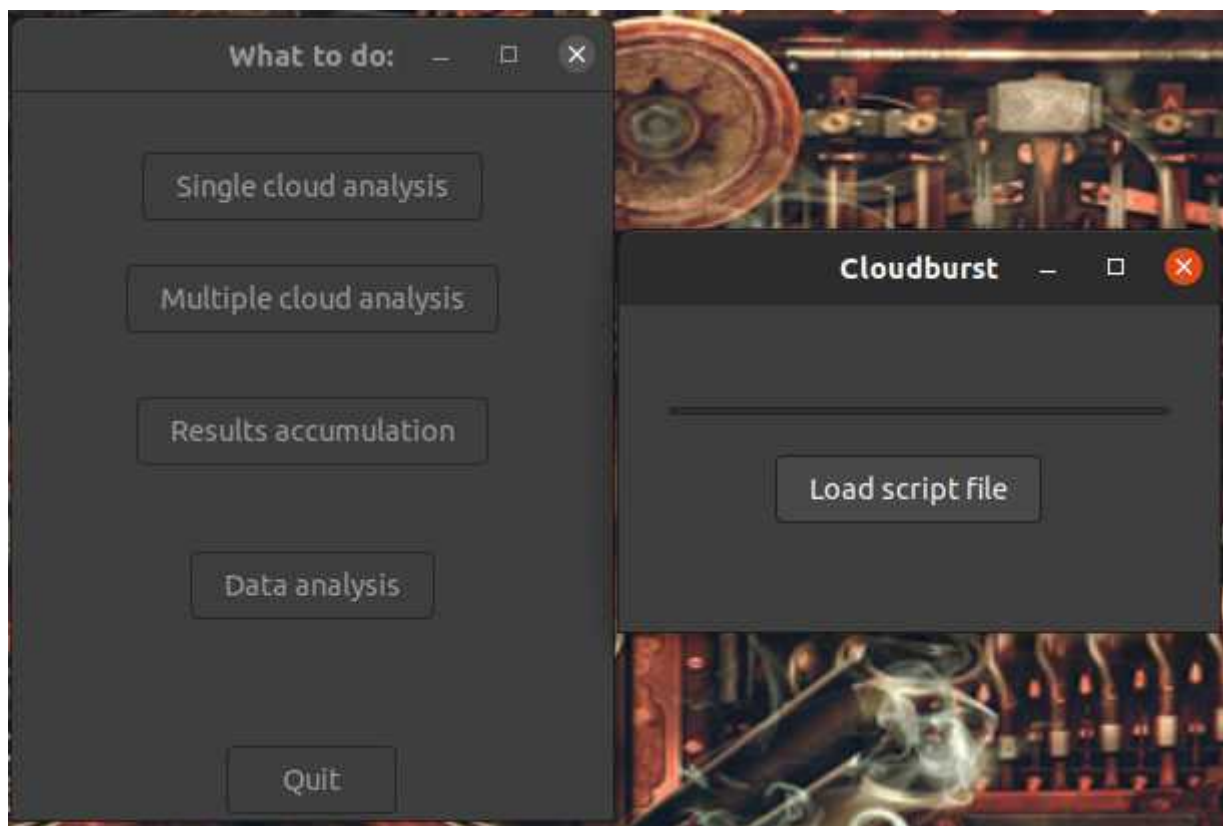 What to do:
Single cloud analysis
Multiple cloud analysis
Results accumulation
Data analysis
Quit
Cloudburst
Load script file